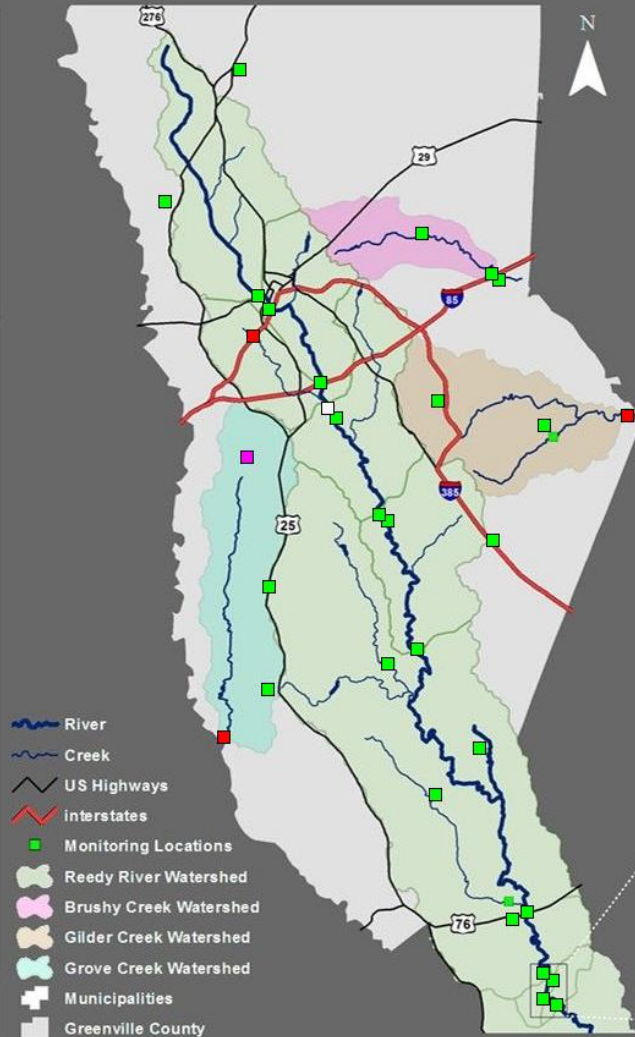 276
N
29
85
385
25
River
Creek
US Highways
interstates
Monitoring Locations
Reedy River Watershed
Brushy Creek Watershed
Gilder Creek Watershed
Grove Creek Watershed
76
Municipalities
Greenville County